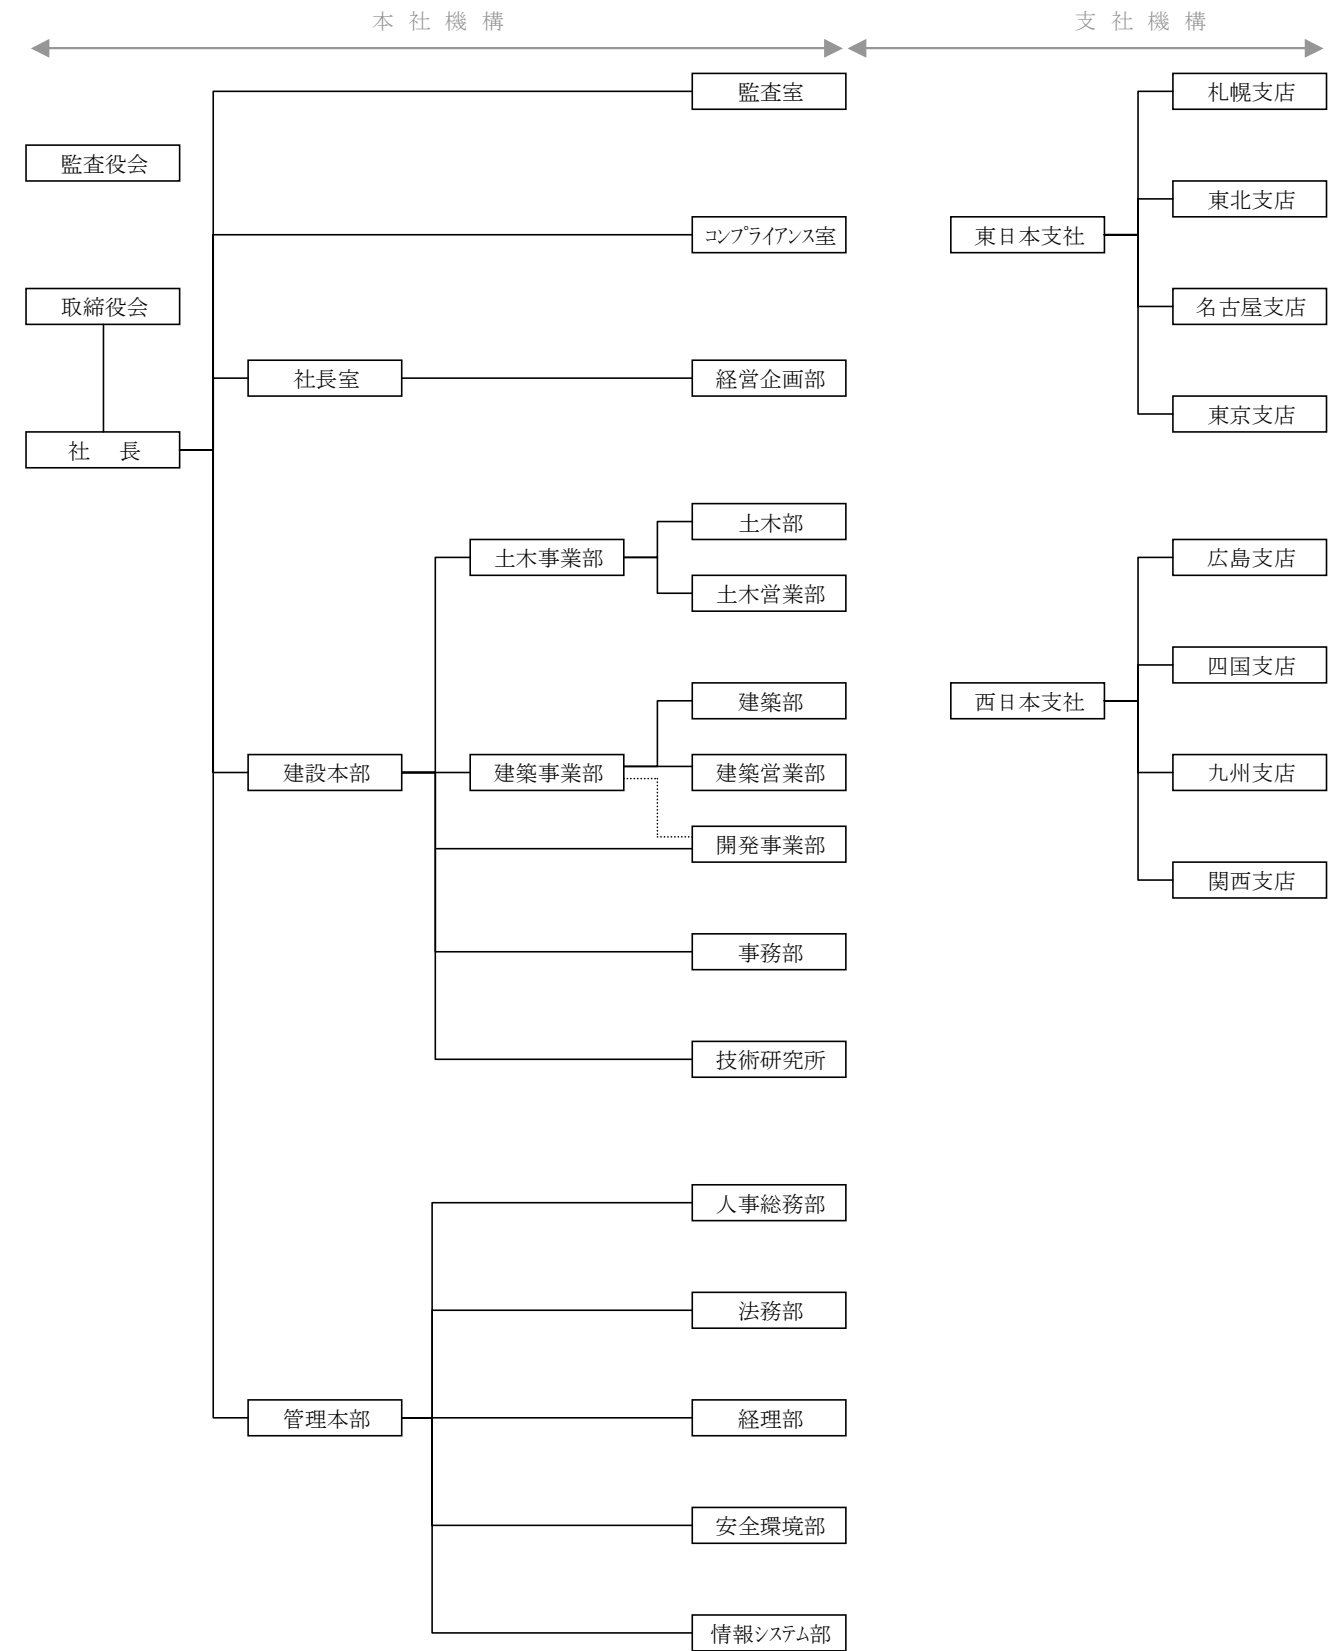 本社機構
支社機構
監査室
札幌支店
監査役会
東北支店
コンプライアンス室
東日本支社
取締役会
名古屋支店
社長室
経営企画部
東京支店
社　長
土木部
土木事業部
広島支店
土木営業部
四国支店
建築部
西日本支社
建設本部
建築事業部
建築営業部
九州支店
開発事業部
関西支店
事務部
技術研究所
人事総務部
法務部
管理本部
経理部
安全環境部
情報システム部